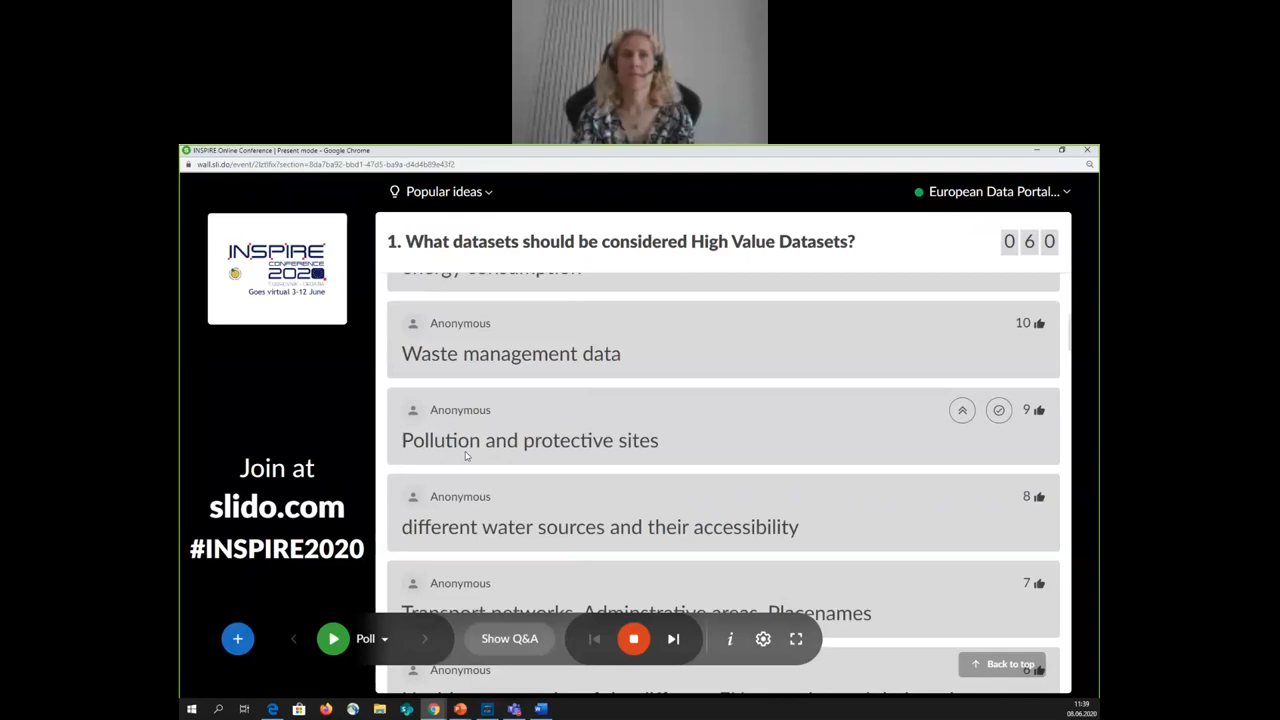 INSPIRE Online Conference | Present mode - Google Chrome
Popular ideas
European Data Portal...
INSPIRE
CONFERENCE
2020
Goes virtual 3-12 June
1. What datasets should be considered High Value Datasets?
0 6 0
energy consumption
Anonymous
10
Waste management data
Anonymous
9
Pollution and protective sites
Anonymous
8
different water sources and their accessibility
Anonymous
7
Transport networks, Adminstrative areas, Placenames
Join at
slido.com
#INSPIRE2020
Poll
Show Q&A
Anonymous
Back to top
11:39
08.06.2020